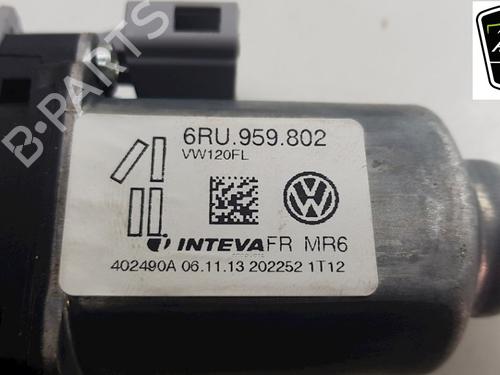 6RU.959.802
VW120FL
INTEVA FR MR6
402490A 06.11.13 202252 1T12
B-PARTS